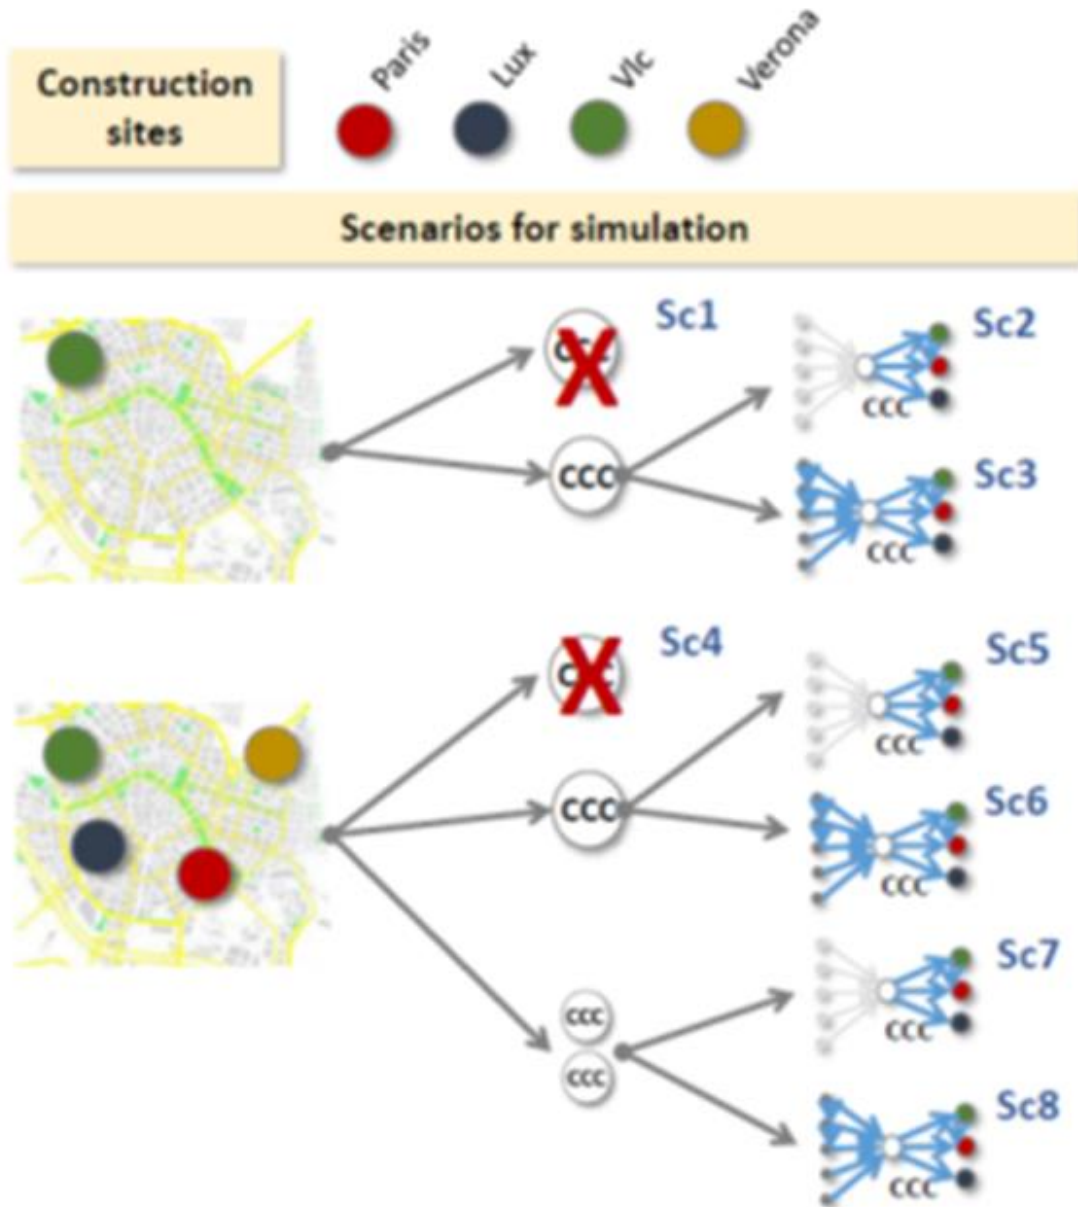 Construction
sites
Paris
Lux
Vlc
Verona
Scenarios for simulation
Sc1
Sc2
CCC
CCC
Sc3
CCC
Sc4
Sc5
CCC
CCC
Sc6
CCC
Sc7
CCC
CCC
CCC
Sc8
CCC